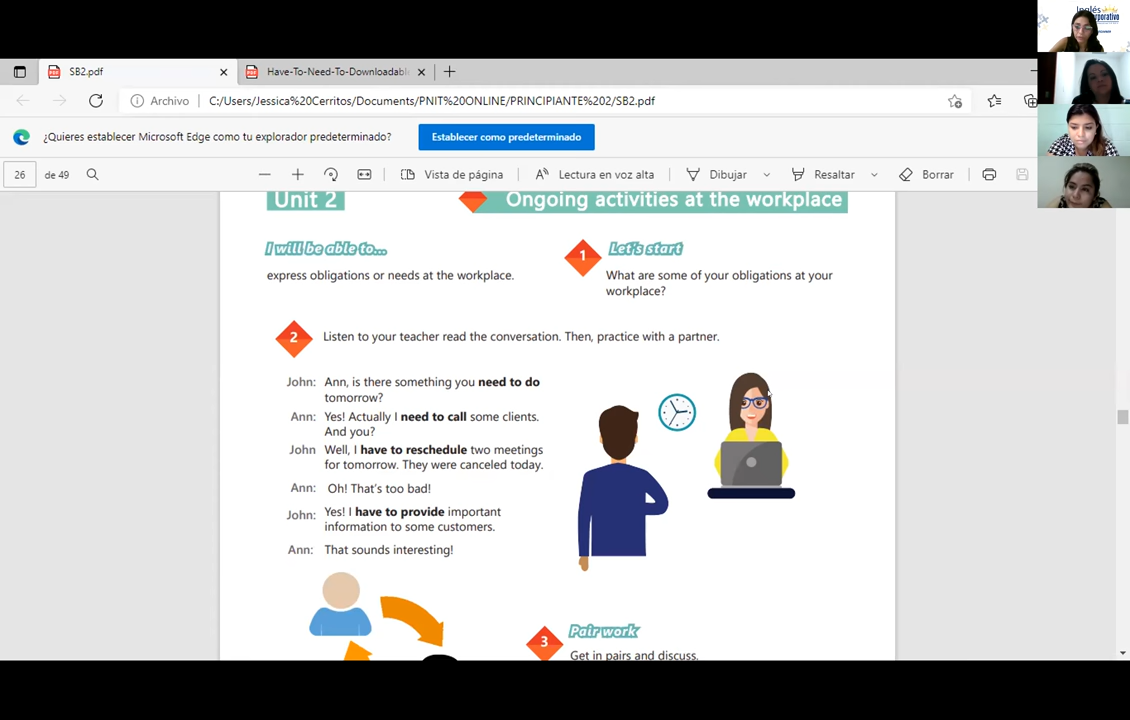 Inglés
SB2.pdf
Have-To-Need-To-Downloadabl
Archivo
C:/Users/Jessica%20Cerritos/Documents/PNIT%20ONLINE/PRINCIPIANTE%202/SB2.pdf
¿Quieres establecer Microsoft Edge como tu explorador predeterminado?
Establecer como predeterminado
26 de 49
Vista de página
Lectura en voz alta
Dibujar
Resaltar
Borrar
Unit 2
Ongoing activities at the workplace
I will be able to...
express obligations or needs at the workplace.
1 Let's start
What are some of your obligations at your
workplace?
2 Listen to your teacher read the conversation. Then, practice with a partner.
John: Ann, is there something you need to do
tomorrow?
Ann: Yes! Actually I need to call some clients.
And you?
John Well, I have to reschedule two meetings
for tomorrow. They were canceled today.
Ann: Oh! That's too bad!
John: Yes! I have to provide important
information to some customers.
Ann: That sounds interesting!
3 Pair work
Get in pairs and discuss.